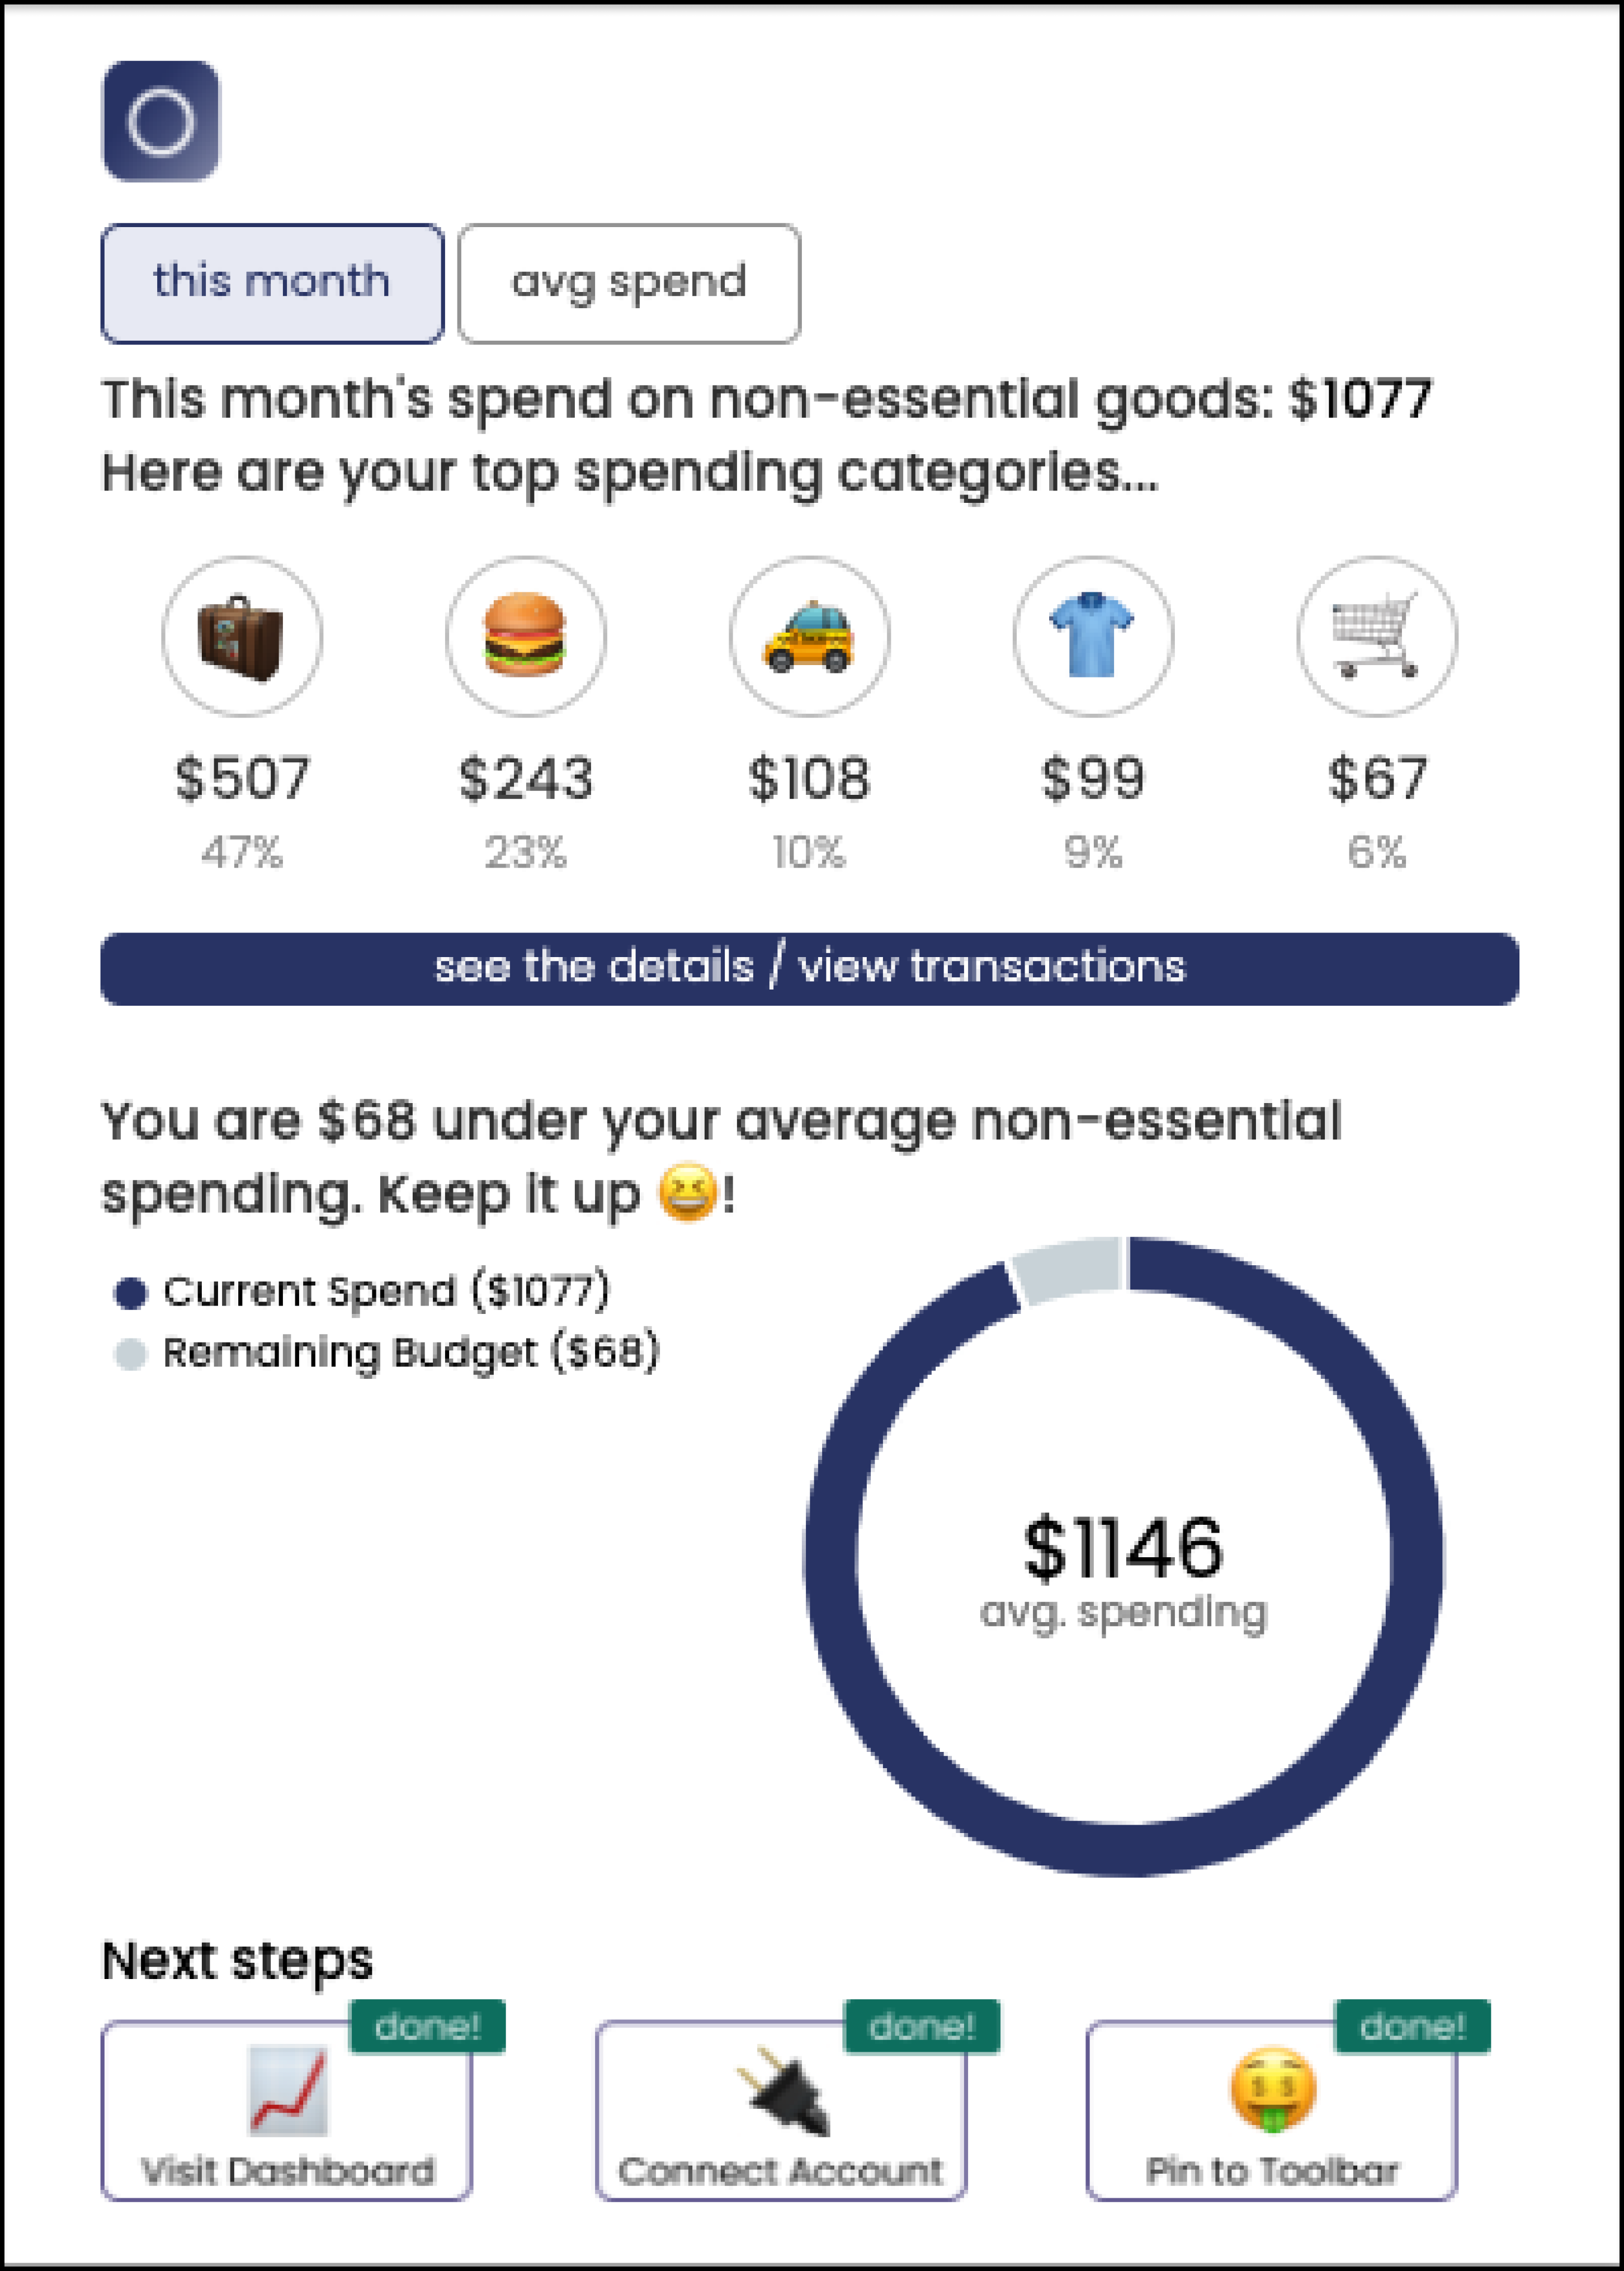 this month avg spend
This month's spend on non-essential goods: $1077
Here are your top spending categories...
$507 $243 $108 $99 $67
47% 23% 10% 9% 6%
see the details / view transactions
You are $68 under your average non-essential
spending. Keep it up 😆!
Current Spend ($1077)
Remaining Budget ($68)
$1146
avg. spending
Next steps
done! done! done!
Visit Dashboard Connect Account Pin to Toolbar